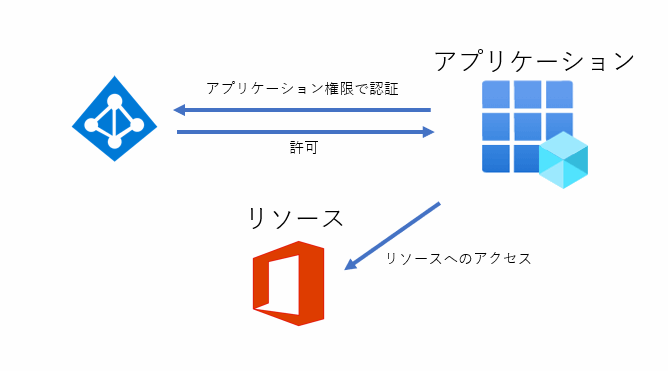 アプリケーション
アプリケーション権限で認証
許可
リソース
リソースへのアクセス